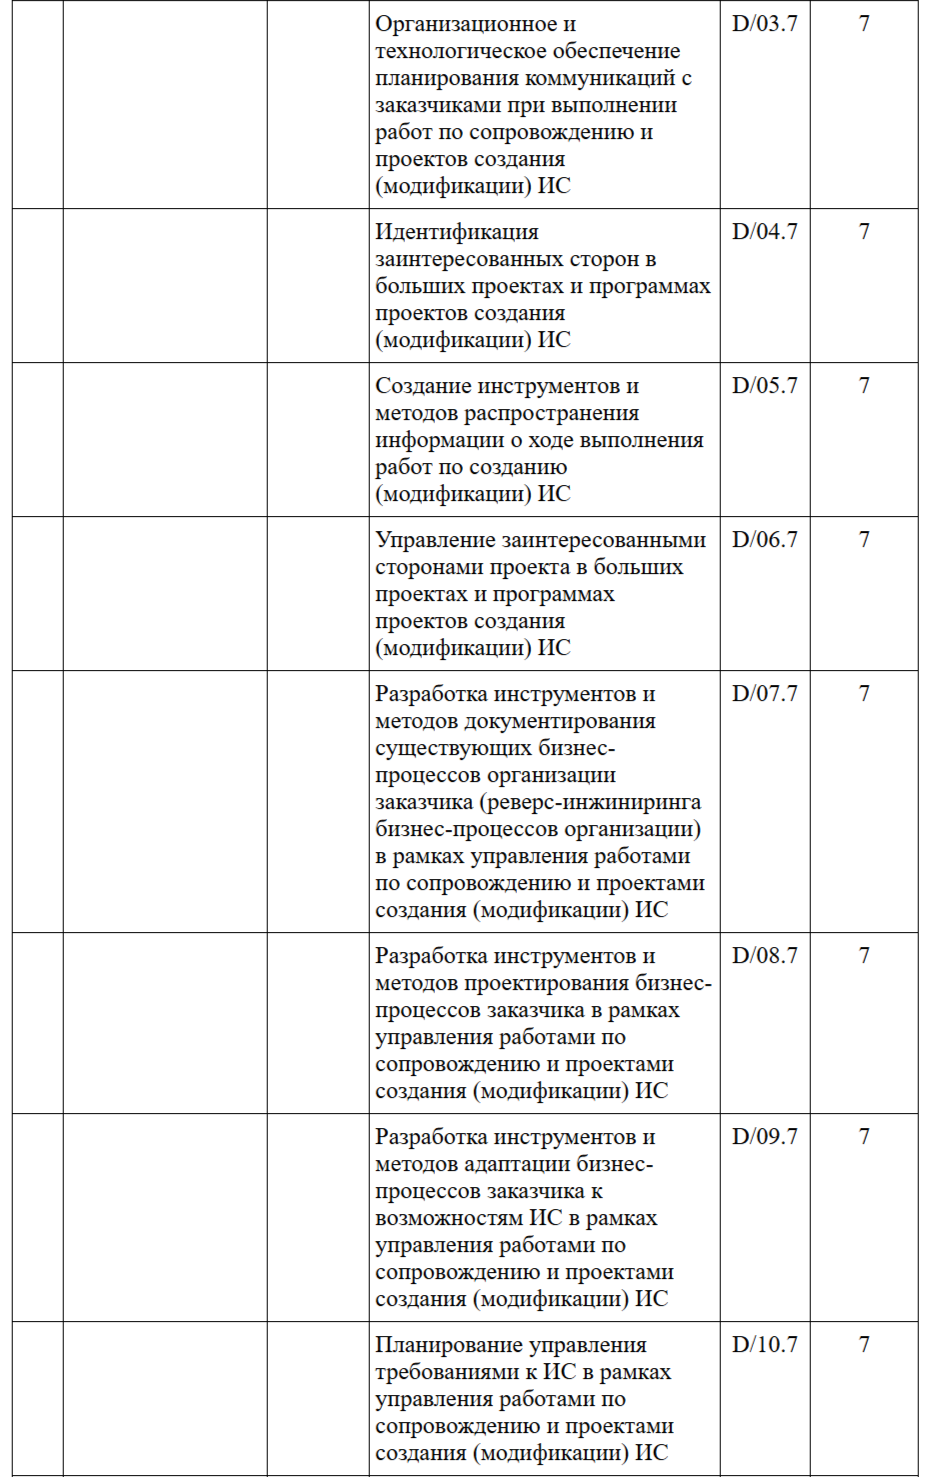 Организационное и D/03.7 7
технологическое обеспечение
планирования коммуникаций с
заказчиками при выполнении
работ по сопровождению и
проектов создания
(модификации) ИС
Идентификация D/04.7 7
заинтересованных сторон в
больших проектах и программах
проектов создания
(модификации) ИС
Создание инструментов и D/05.7 7
методов распространения
информации о ходе выполнения
работ по созданию
(модификации) ИС
Управление заинтересованными D/06.7 7
сторонами проекта в больших
проектах и программах
проектов создания
(модификации) ИС
Разработка инструментов и D/07.7 7
методов документирования
существующих бизнес-
процессов организации
заказчика (реверс-инжиниринга
бизнес-процессов организации)
в рамках управления работами
по сопровождению и проектами
создания (модификации) ИС
Разработка инструментов и D/08.7 7
методов проектирования бизнес-
процессов заказчика в рамках
управления работами по
сопровождению и проектами
создания (модификации) ИС
Разработка инструментов и D/09.7 7
методов адаптации бизнес-
процессов заказчика к
возможностям ИС в рамках
управления работами по
сопровождению и проектами
создания (модификации) ИС
Планирование управления D/10.7 7
требованиями к ИС в рамках
управления работами по
сопровождению и проектами
создания (модификации) ИС